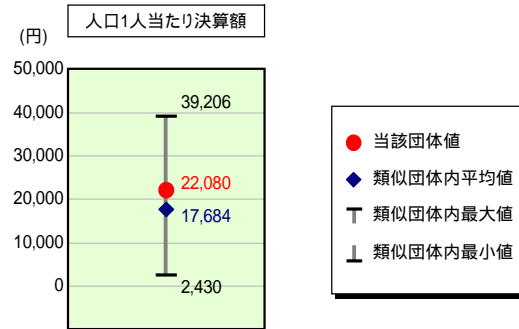 人口1人当たり決算額
(円)
50,000
40,000
30,000
20,000
10,000
0
39,206
22,080
17,684
2,430
当該団体値
類似団体内平均値
類似団体内最大値
類似団体内最小値